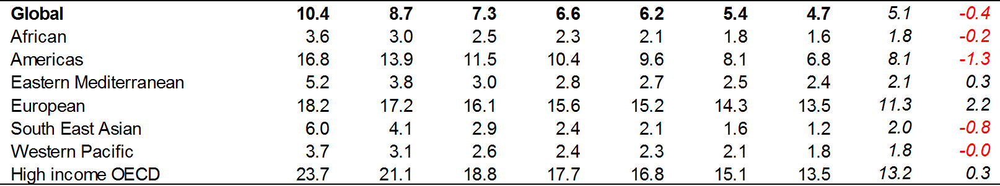 Global 10.4 8.7 7.3 6.6 6.2 5.4 4.7 5.1 -0.4
African 3.6 3.0 2.5 2.3 2.1 1.8 1.6 1.8 -0.2
Americas 16.8 13.9 11.5 10.4 9.6 8.1 6.8 8.1 -1.3
Eastern Mediterranean 5.2 3.8 3.0 2.8 2.7 2.5 2.4 2.1 0.3
European 18.2 17.2 16.1 15.6 15.2 14.3 13.5 11.3 2.2
South East Asian 6.0 4.1 2.9 2.4 2.1 1.6 1.2 2.0 -0.8
Western Pacific 3.7 3.1 2.6 2.4 2.3 2.1 1.8 1.8 -0.0
High income OECD 23.7 21.1 18.8 17.7 16.8 15.1 13.5 13.2 0.3